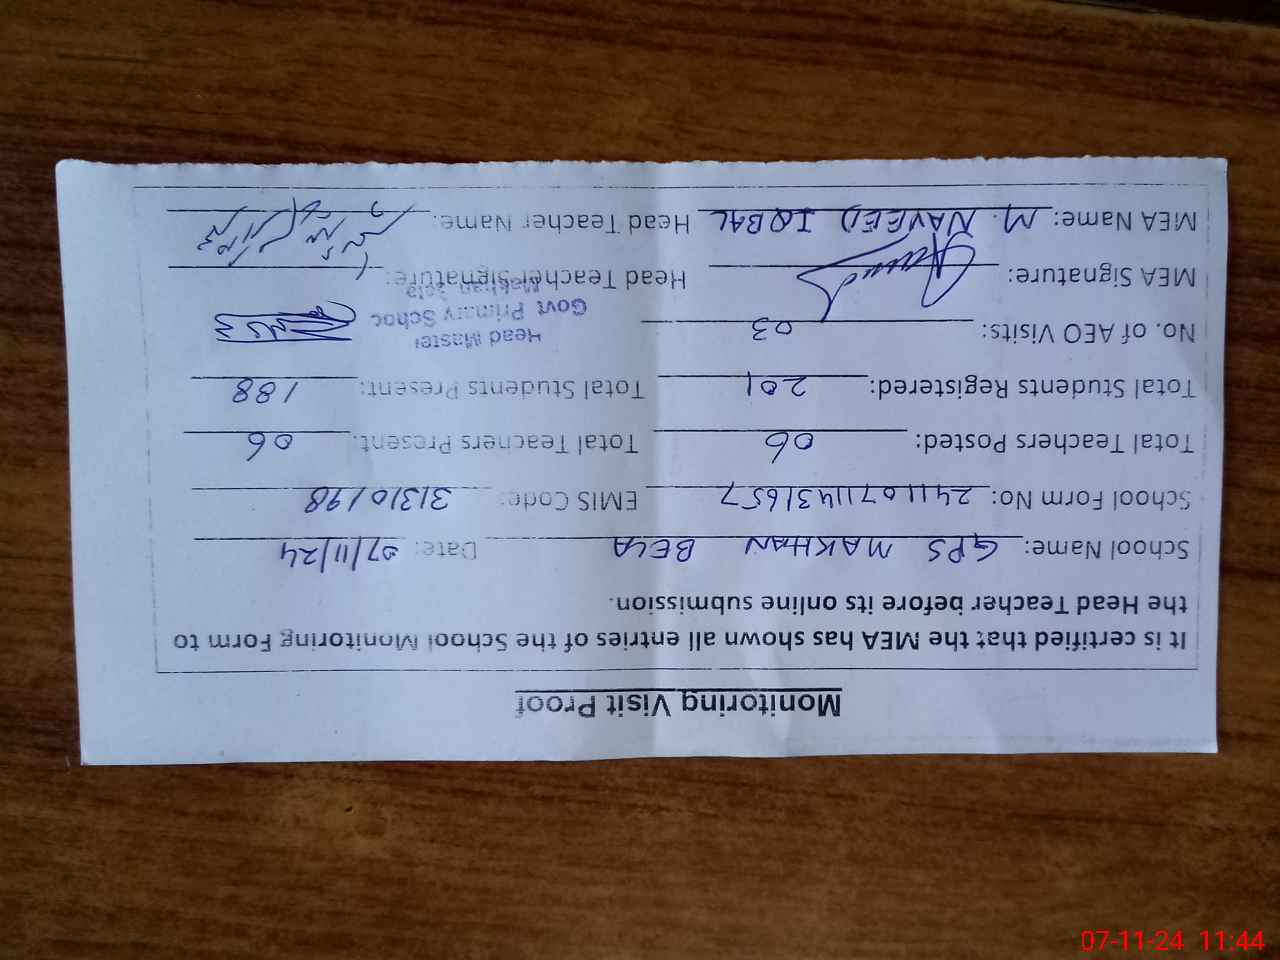 Monitoring Visit Proof
It is certified that the MEA has shown all entries of the School Monitoring Form to
the Head Teacher before its online submission.
School Name: GPS MAKHAN BELA Date: 07/11/24
School Form No: 24110711431657 EMIS Code: 31310198
Total Teachers Posted: 06 Total Teachers Present: 06
Total Students Registered: 201 Total Students Present: 188
No. of AEO Visits: 03
Head Master
Govt Primary School
Makhan Bela
MEA Signature: Head Teacher Signature:
MEA Name: M. NAVEED IQBAL Head Teacher Name:
07-11-24 11:44